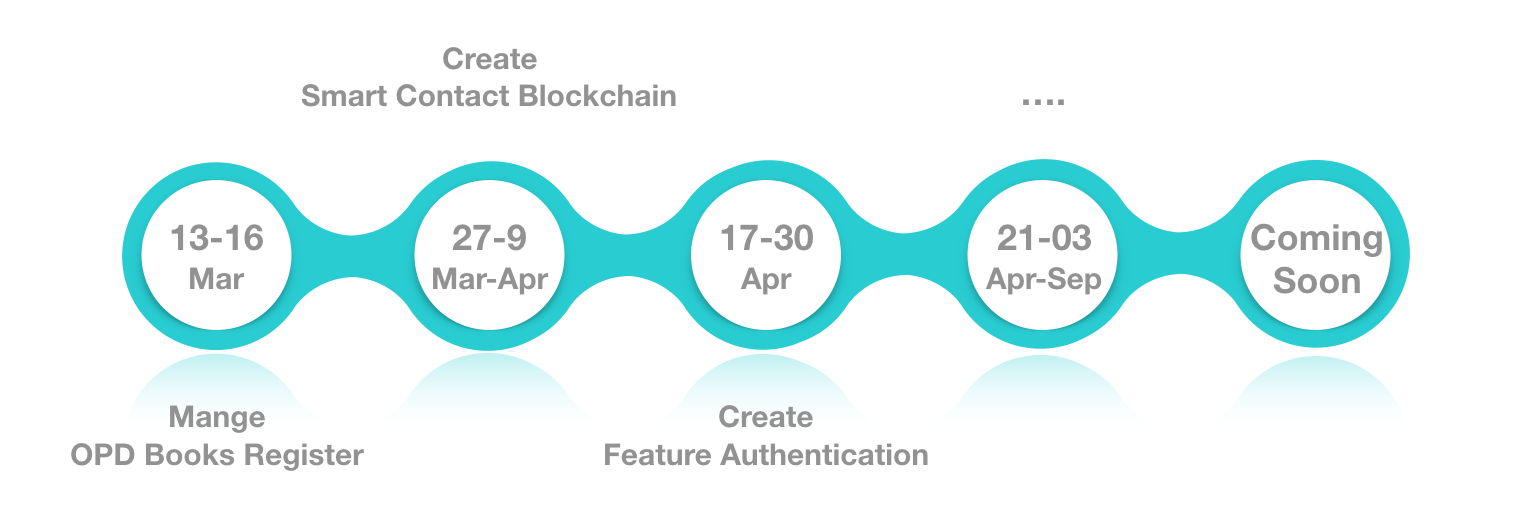 Create
Smart Contact Blockchain
....
13-16
Mar
27-9
Mar-Apr
17-30
Apr
21-03
Apr-Sep
Coming
Soon
Mange
OPD Books Register
Create
Feature Authentication